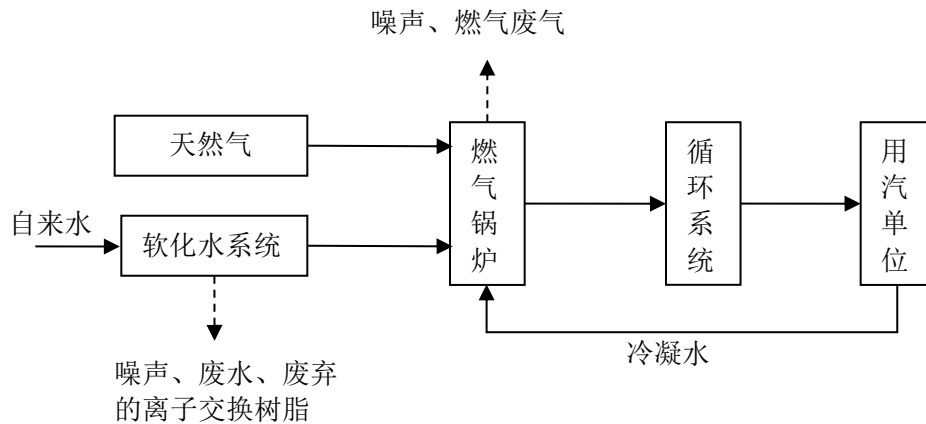 噪声、燃气废气
天然气
燃气锅炉
循环系统
用汽单位
自来水
软化水系统
冷凝水
噪声、废水、废弃
的离子交换树脂